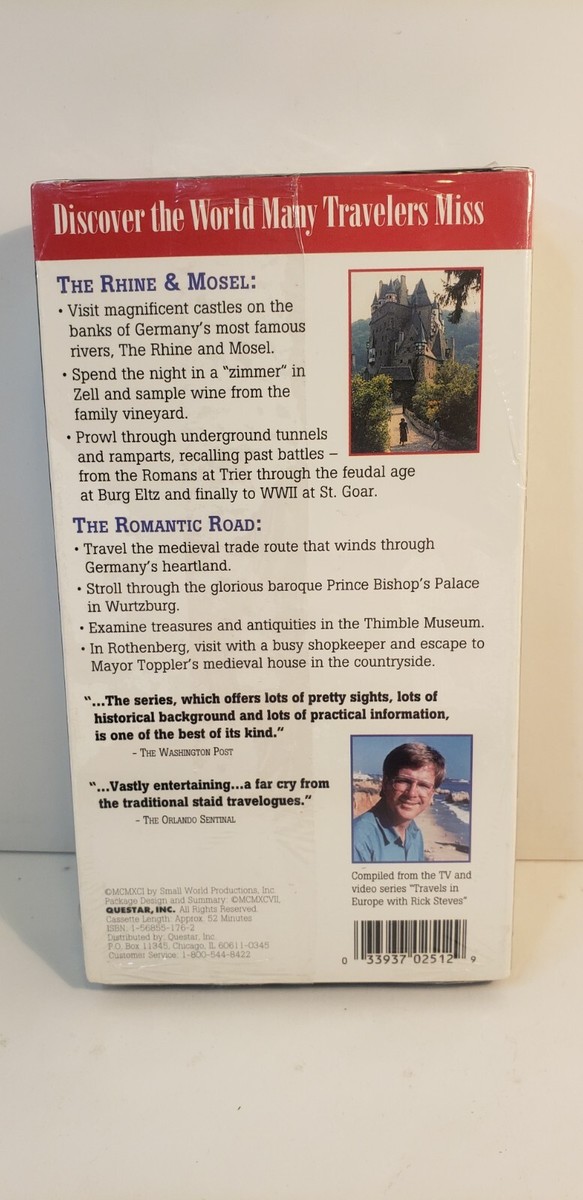 Discover the World Many Travelers Miss
THE RHINE & MOSEL:
• Visit magnificent castles on the
banks of Germany's most famous
rivers, The Rhine and Mosel.
• Spend the night in a "zimmer" in
Zell and sample wine from the
family vineyard.
• Prowl through underground tunnels
and ramparts, recalling past battles –
from the Romans at Trier through the feudal age
at Burg Eltz and finally to WWII at St. Goar.
THE ROMANTIC ROAD:
• Travel the medieval trade route that winds through
Germany's heartland.
• Stroll through the glorious baroque Prince Bishop's Palace
in Wurtzburg.
• Examine treasures and antiquities in the Thimble Museum.
• In Rothenberg, visit with a busy shopkeeper and escape to
Mayor Toppler's medieval house in the countryside.
"...The series, which offers lots of pretty sights, lots of
historical background and lots of practical information,
is one of the best of its kind."
- THE WASHINGTON POST
"...Vastly entertaining...a far cry from
the traditional staid travelogues."
- THE ORLANDO SENTINAL
Compiled from the TV and
video series "Travels in
Europe with Rick Steves"
©MCMXCI by Small World Productions, Inc.
Package Design and Summary: ©MCMXCVII,
QUESTAR, INC. All Rights Reserved.
Cassette Length: Approx. 52 Minutes
ISBN: 1-56855-176-2
Distributed by: Questar, Inc.
P.O. Box 11345, Chicago, IL 60611-0345
Customer Service: 1-800-544-8422
0 33937 02512 9